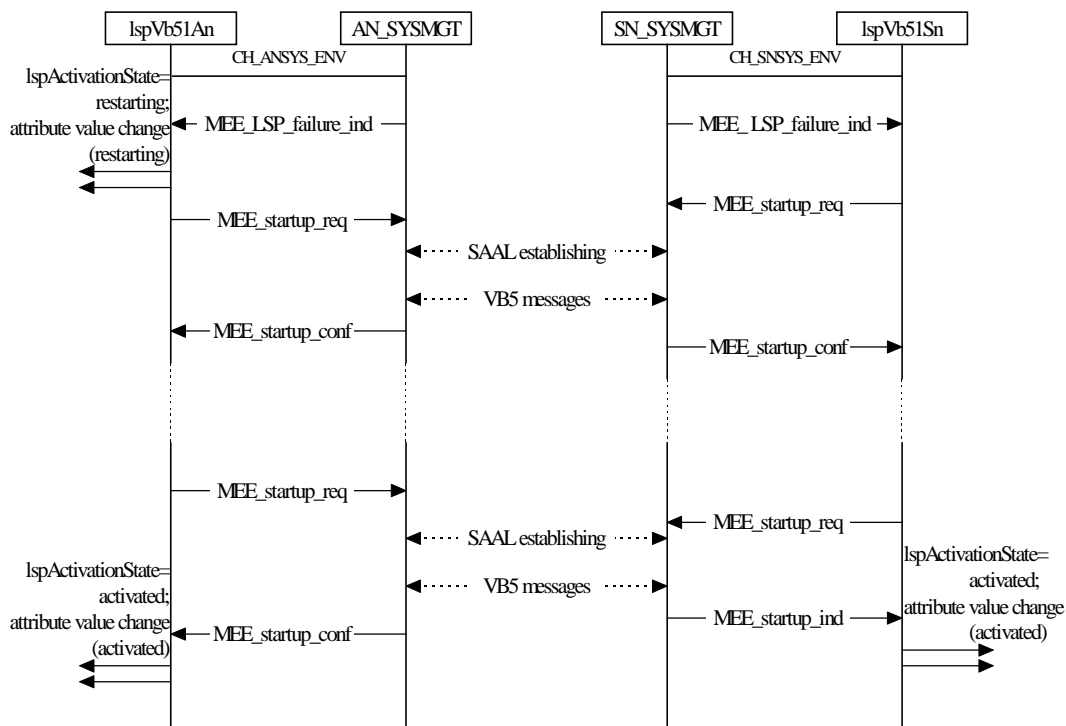 lspVb51An
AN_SYSMGT
SN_SYSMGT
lspVb51Sn
CH_ANSYS_ENV
CH_SNSYS_ENV
lspActivationState=
restarting;
attribute value change
(restarting)
MEE_LSP_failure_ind
MEE_ LSP_failure_ind
MEE_startup_req
MEE_startup_req
SAAL establishing
VB5 messages
MEE_startup_conf
MEE_startup_conf
MEE_startup_req
MEE_startup_req
SAAL establishing
lspActivationState=
activated;
attribute value change
(activated)
VB5 messages
lspActivationState=
activated;
attribute value change
(activated)
MEE_startup_ind
MEE_startup_conf